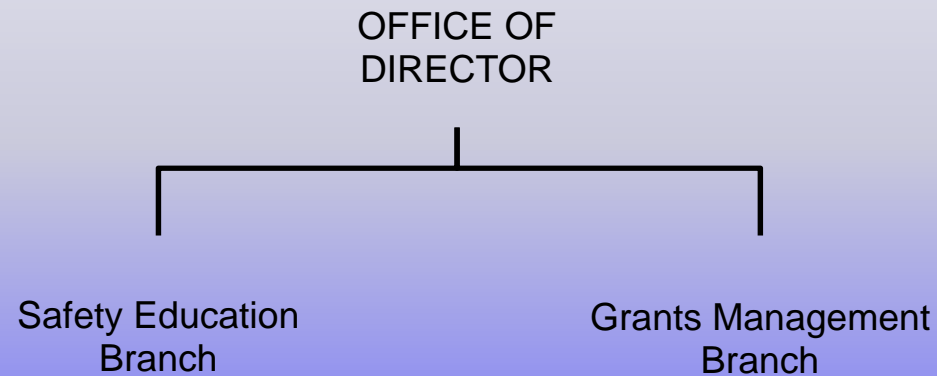 OFFICE OF
DIRECTOR
Safety Education
Branch
Grants Management
Branch